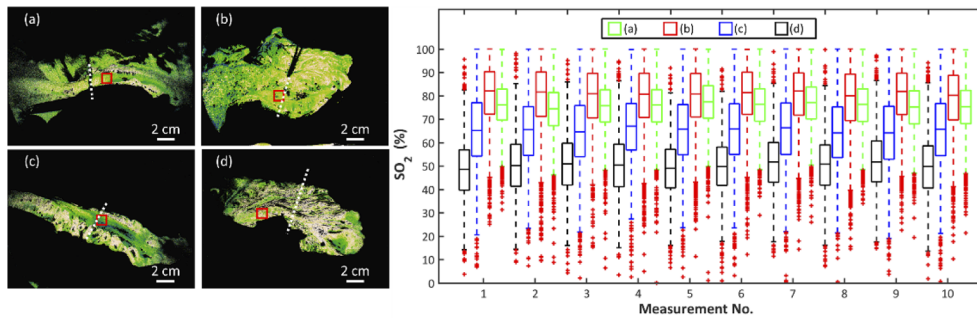 (a)
2 cm
(b)
2 cm
(c)
2 cm
(d)
2 cm
(a) (b) (c) (d)
100
90
80
70
60
50
40
30
20
10
0
SO2 (%)
1 2 3 4 5 6 7 8 9 10
Measurement No.